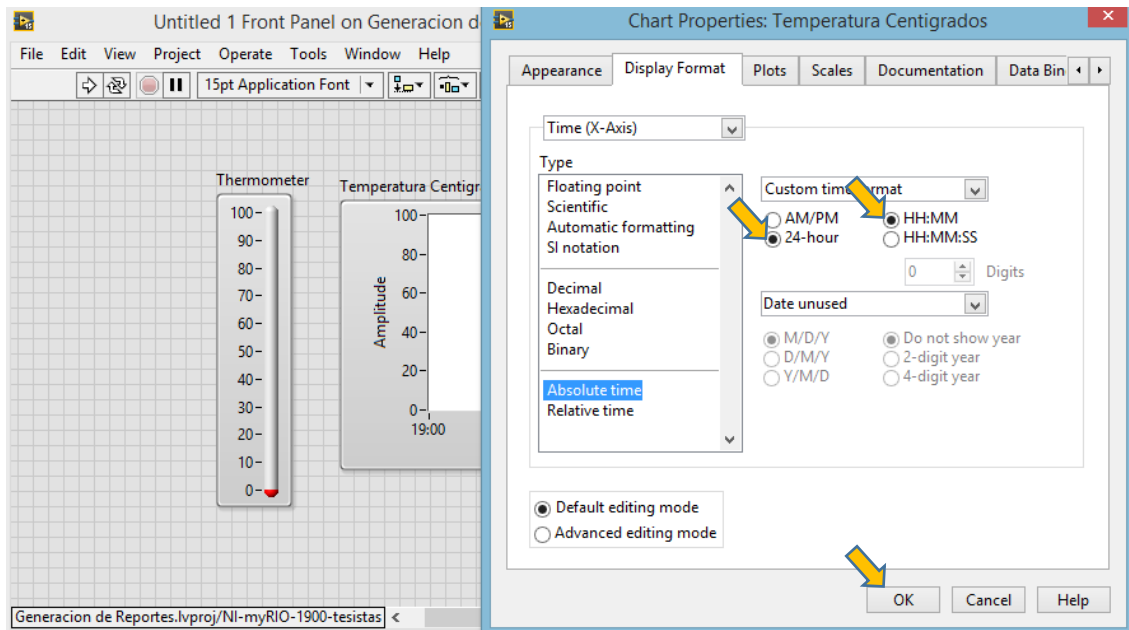 Untitled 1 Front Panel on Generacion d
File Edit View Project Operate Tools Window Help
15pt Application Font
Thermometer
100
90
80
70
60
50
40
30
20
10
0
Temperatura Centigr
Amplitude
100
80
60
40
20
0
19:00
Generacion de Reportes.lvproj/NI-myRIO-1900-tesistas
Chart Properties: Temperatura Centigrados
Appearance Display Format Plots Scales Documentation Data Bin
Time (X-Axis)
Type
Floating point
Scientific
Automatic formatting
SI notation
Decimal
Hexadecimal
Octal
Binary
Absolute time
Relative time
Custom time format
AM/PM HH:MM
24-hour HH:MM:SS
0 Digits
Date unused
M/D/Y Do not show year
D/M/Y 2-digit year
Y/M/D 4-digit year
Default editing mode
Advanced editing mode
OK Cancel Help